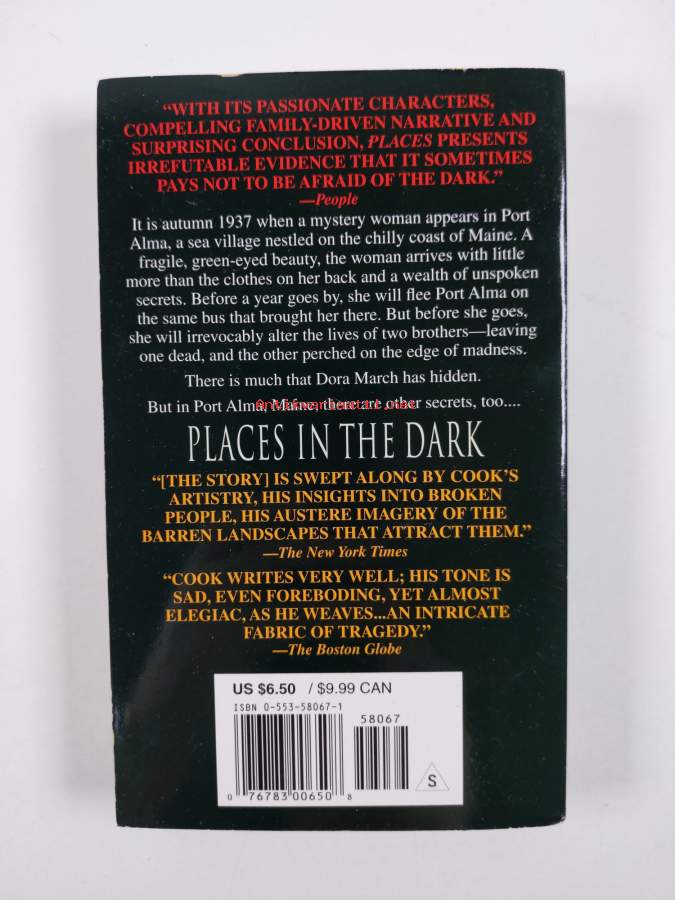 “WITH ITS PASSIONATE CHARACTERS,
COMPELLING FAMILY-DRIVEN NARRATIVE AND
SURPRISING CONCLUSION, PLACES PRESENTS
IRREFUTABLE EVIDENCE THAT IT SOMETIMES
PAYS NOT TO BE AFRAID OF THE DARK.”
—People
It is autumn 1937 when a mystery woman appears in Port
Alma, a sea village nestled on the chilly coast of Maine. A
fragile, green-eyed beauty, the woman arrives with little
more than the clothes on her back and a wealth of unspoken
secrets. Before a year goes by, she will flee Port Alma on
the same bus that brought her there. But before she goes,
she will irrevocably alter the lives of two brothers—leaving
one dead, and the other perched on the edge of madness.
There is much that Dora March has hidden.
But in Port Alma, Maine, there are other secrets, too....
PLACES IN THE DARK
“[THE STORY] IS SWEPT ALONG BY COOK’S
ARTISTRY, HIS INSIGHTS INTO BROKEN
PEOPLE, HIS AUSTERE IMAGERY OF THE
BARREN LANDSCAPES THAT ATTRACT THEM.”
—The New York Times
“COOK WRITES VERY WELL; HIS TONE IS
SAD, EVEN FOREBODING, YET ALMOST
ELEGIAC, AS HE WEAVES...AN INTRICATE
FABRIC OF TRAGEDY.”
—The Boston Globe
US $6.50 / $9.99 CAN
ISBN 0-553-58067-1
58067
S
0 76783 00650 8